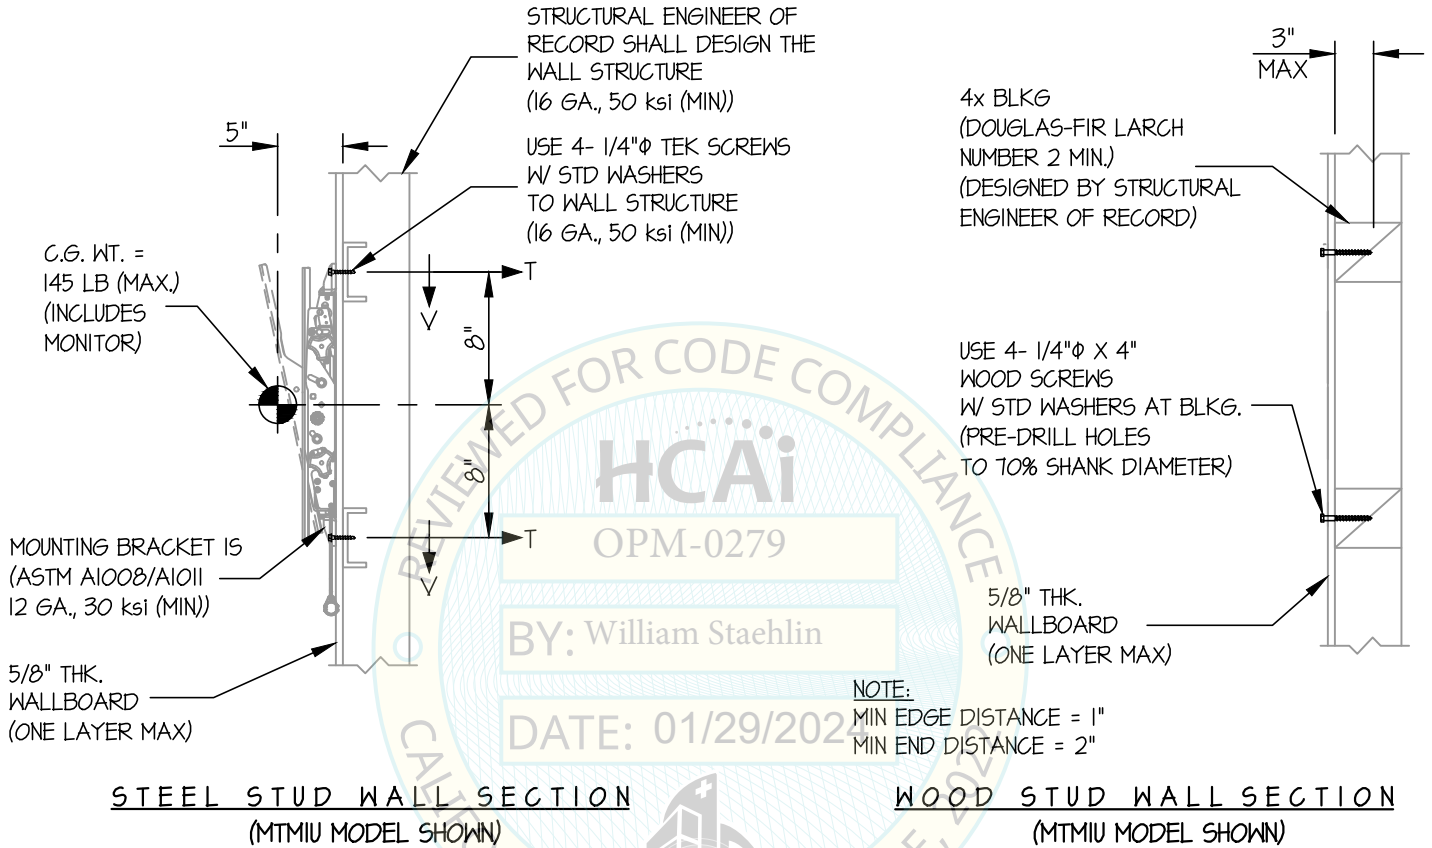 STRUCTURAL ENGINEER OF
RECORD SHALL DESIGN THE
WALL STRUCTURE
(16 GA., 50 ksi (MIN))
5"
USE 4- 1/4"Φ TEK SCREWS
W/ STD WASHERS
TO WALL STRUCTURE
(16 GA., 50 ksi (MIN))
C.G. WT. =
145 LB (MAX.)
(INCLUDES
MONITOR)
T
V
8"
8"
T
V
MOUNTING BRACKET IS
(ASTM A1008/A1011
12 GA., 30 ksi (MIN))
5/8" THK.
WALLBOARD
(ONE LAYER MAX)
STEEL STUD WALL SECTION
(MTM1U MODEL SHOWN)
3"
MAX
4x BLKG
(DOUGLAS-FIR LARCH
NUMBER 2 MIN.)
(DESIGNED BY STRUCTURAL
ENGINEER OF RECORD)
USE 4- 1/4"Φ X 4"
WOOD SCREWS
W/ STD WASHERS AT BLKG.
(PRE-DRILL HOLES
TO 70% SHANK DIAMETER)
5/8" THK.
WALLBOARD
(ONE LAYER MAX)
NOTE:
MIN EDGE DISTANCE = 1"
MIN END DISTANCE = 2"
WOOD STUD WALL SECTION
(MTM1U MODEL SHOWN)
REVIEWED FOR CODE COMPLIANCE
HCAi
OPM-0279
BY: William Staehlin
DATE: 01/29/2024